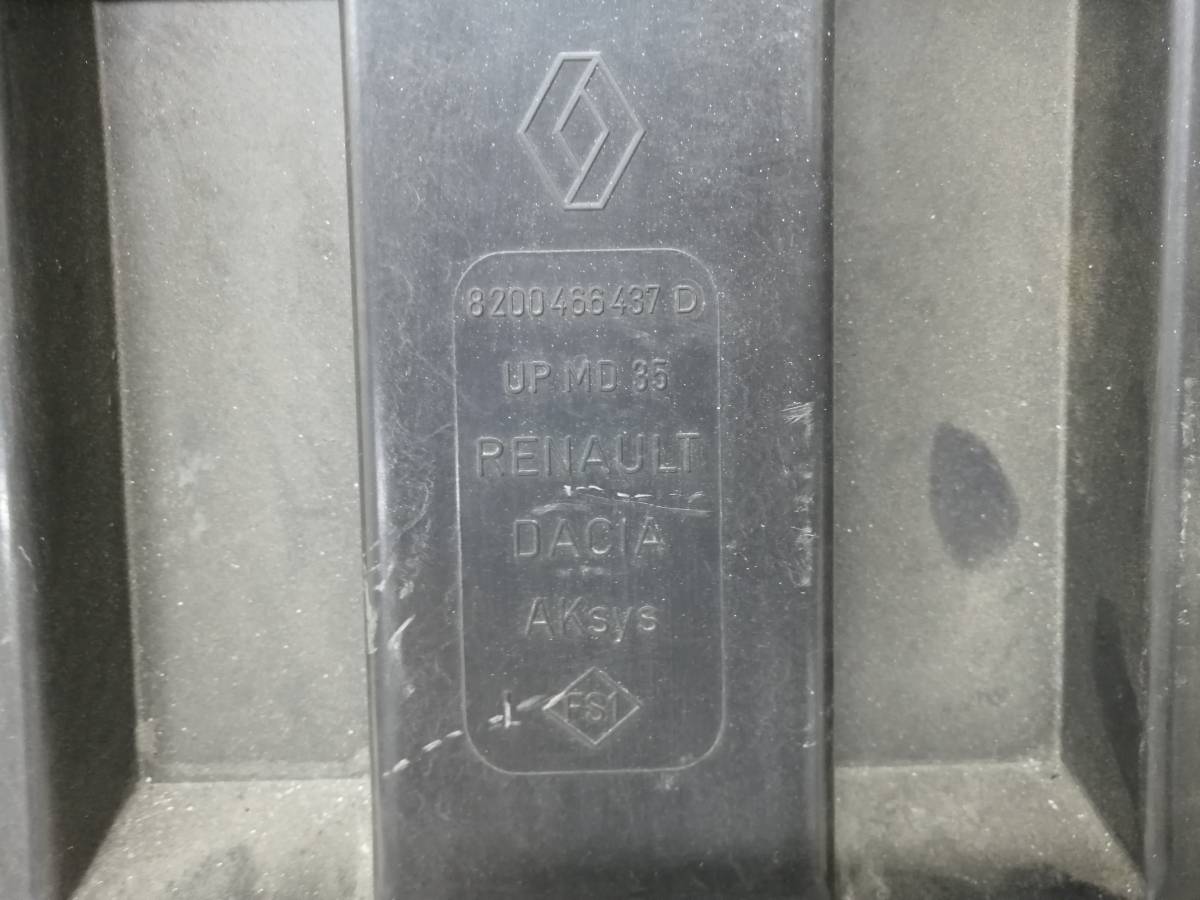 8200466437 D
UP MD 35
RENAULT
DACIA
AKsys
FS1